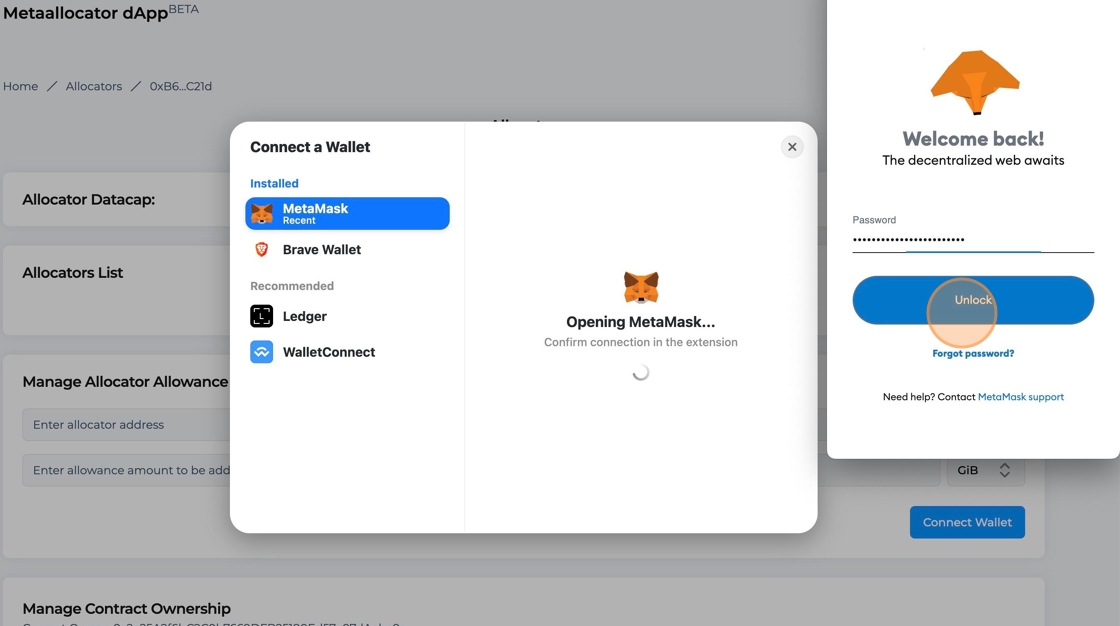 Metaallocator dApp BETA
Home / Allocators / 0xB6...C21d
Allocator Datacap:
Allocators List
Manage Allocator Allowance
Enter allocator address
Enter allowance amount to be add
GiB
Connect Wallet
Manage Contract Ownership
Connect a Wallet
Installed
MetaMask
Recent
Brave Wallet
Recommended
Ledger
WalletConnect
Opening MetaMask...
Confirm connection in the extension
Welcome back!
The decentralized web awaits
Password
Unlock
Forgot password?
Need help? Contact MetaMask support